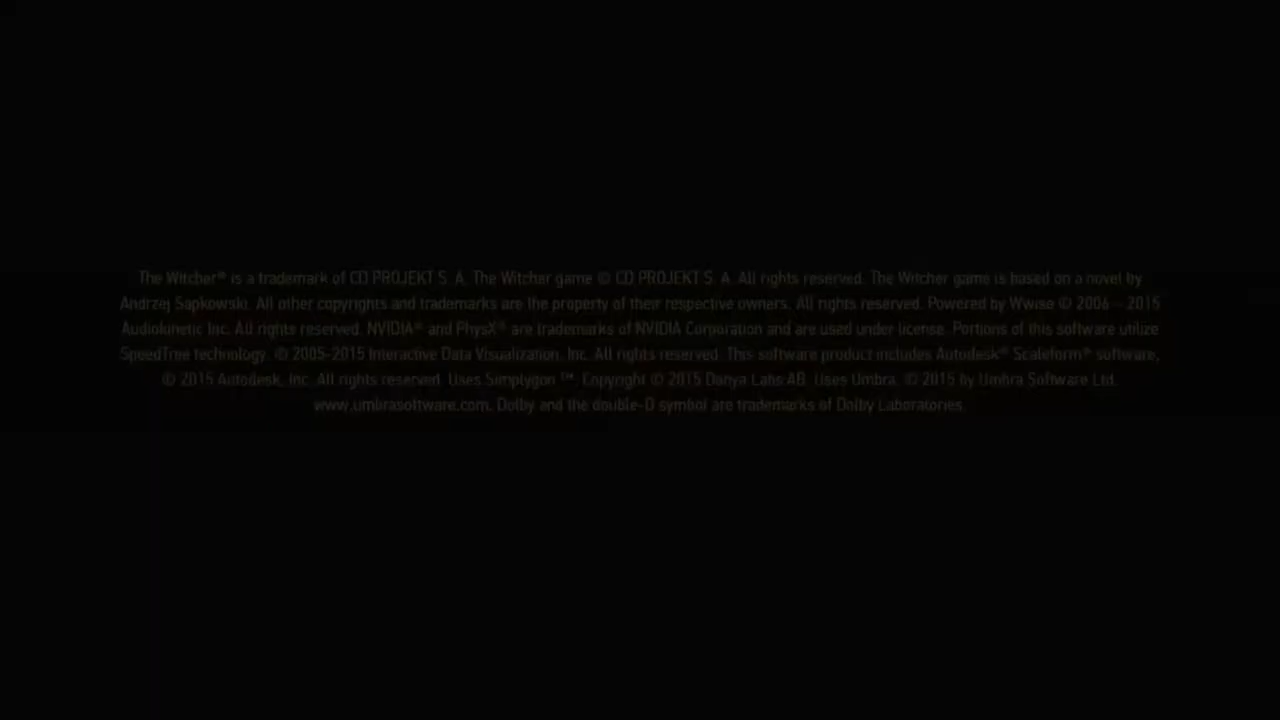 The Witcher® is a trademark of CD PROJEKT S. A. The Witcher game © CD PROJEKT S. A. All rights reserved. The Witcher game is based on a novel by
Andrzej Sapkowski. All other copyrights and trademarks are the property of their respective owners. All rights reserved. Powered by Wwise © 2006 - 2015
Audiokinetic Inc. All rights reserved. NVIDIA® and PhysX® are trademarks of NVIDIA Corporation and are used under license. Portions of this software utilize
SpeedTree technology. © 2005-2015 Interactive Data Visualization, Inc. All rights reserved. This software product includes Autodesk® Scaleform® software,
© 2015 Autodesk, Inc. All rights reserved. Uses Simplygon ™. Copyright © 2015 Donya Labs AB. Uses Umbra. © 2015 by Umbra Software Ltd.
www.umbrasoftware.com. Dolby and the double-D symbol are trademarks of Dolby Laboratories.